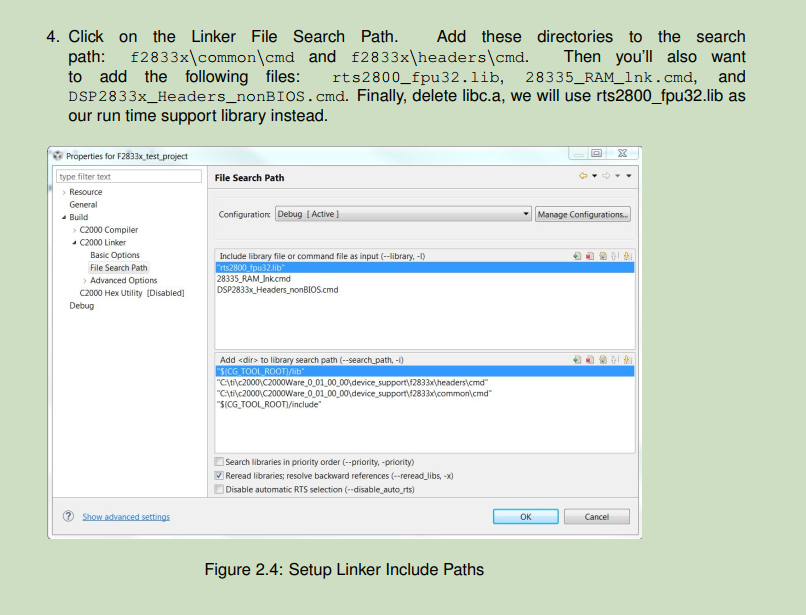 4. Click on the Linker File Search Path. Add these directories to the search
path: f2833x\common\cmd and f2833x\headers\cmd. Then you'll also want
to add the following files: rts2800_fpu32.lib, 28335_RAM_lnk.cmd, and
DSP2833x_Headers_nonBIOS.cmd. Finally, delete libc.a, we will use rts2800_fpu32.lib as
our run time support library instead.
Properties for F2833x_test_project
type filter text
Resource
General
Build
C2000 Compiler
C2000 Linker
Basic Options
File Search Path
Advanced Options
C2000 Hex Utility [Disabled]
Debug
File Search Path
Configuration: Debug [ Active ]
Manage Configurations...
Include library file or command file as input (--library, -l)
"rts2800_fpu32.lib"
28335_RAM_lnk.cmd
DSP2833x_Headers_nonBIOS.cmd
Add <dir> to library search path (--search_path, -i)
"${CG_TOOL_ROOT}/lib"
"C:\ti\c2000\C2000Ware_0_01_00_00\device_support\f2833x\headers\cmd"
"C:\ti\c2000\C2000Ware_0_01_00_00\device_support\f2833x\common\cmd"
"${CG_TOOL_ROOT}/include"
Search libraries in priority order (--priority, -priority)
Reread libraries; resolve backward references (--reread_libs, -x)
Disable automatic RTS selection (--disable_auto_rts)
Show advanced settings
OK
Cancel
Figure 2.4: Setup Linker Include Paths